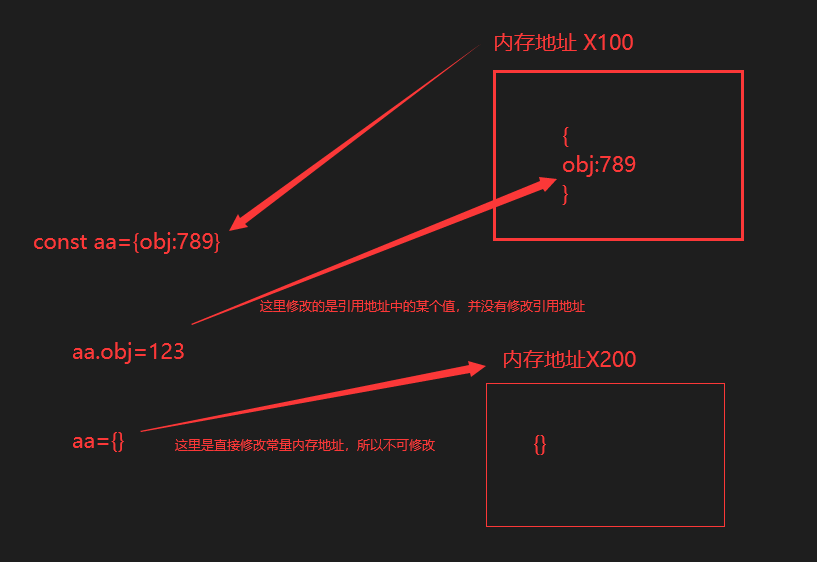 内存地址 X100
{
obj:789
}
const aa={obj:789}
这里修改的是引用地址中的某个值，并没有修改引用地址
aa.obj=123
内存地址X200
aa={}
这里是直接修改常量内存地址，所以不可修改
{}